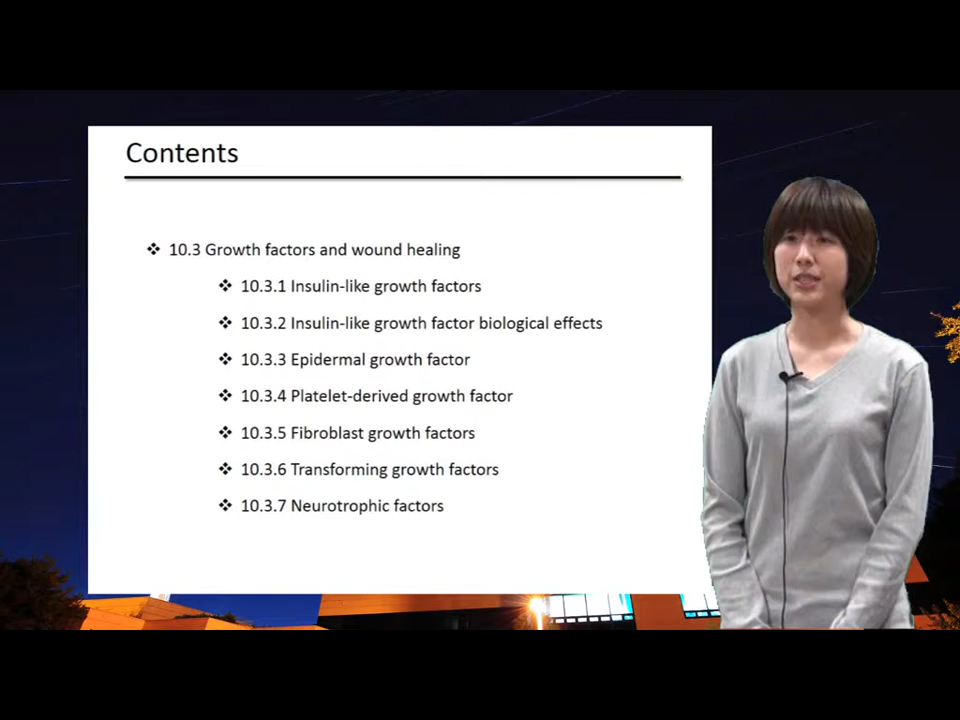 Contents
❖ 10.3 Growth factors and wound healing
❖ 10.3.1 Insulin-like growth factors
❖ 10.3.2 Insulin-like growth factor biological effects
❖ 10.3.3 Epidermal growth factor
❖ 10.3.4 Platelet-derived growth factor
❖ 10.3.5 Fibroblast growth factors
❖ 10.3.6 Transforming growth factors
❖ 10.3.7 Neurotrophic factors